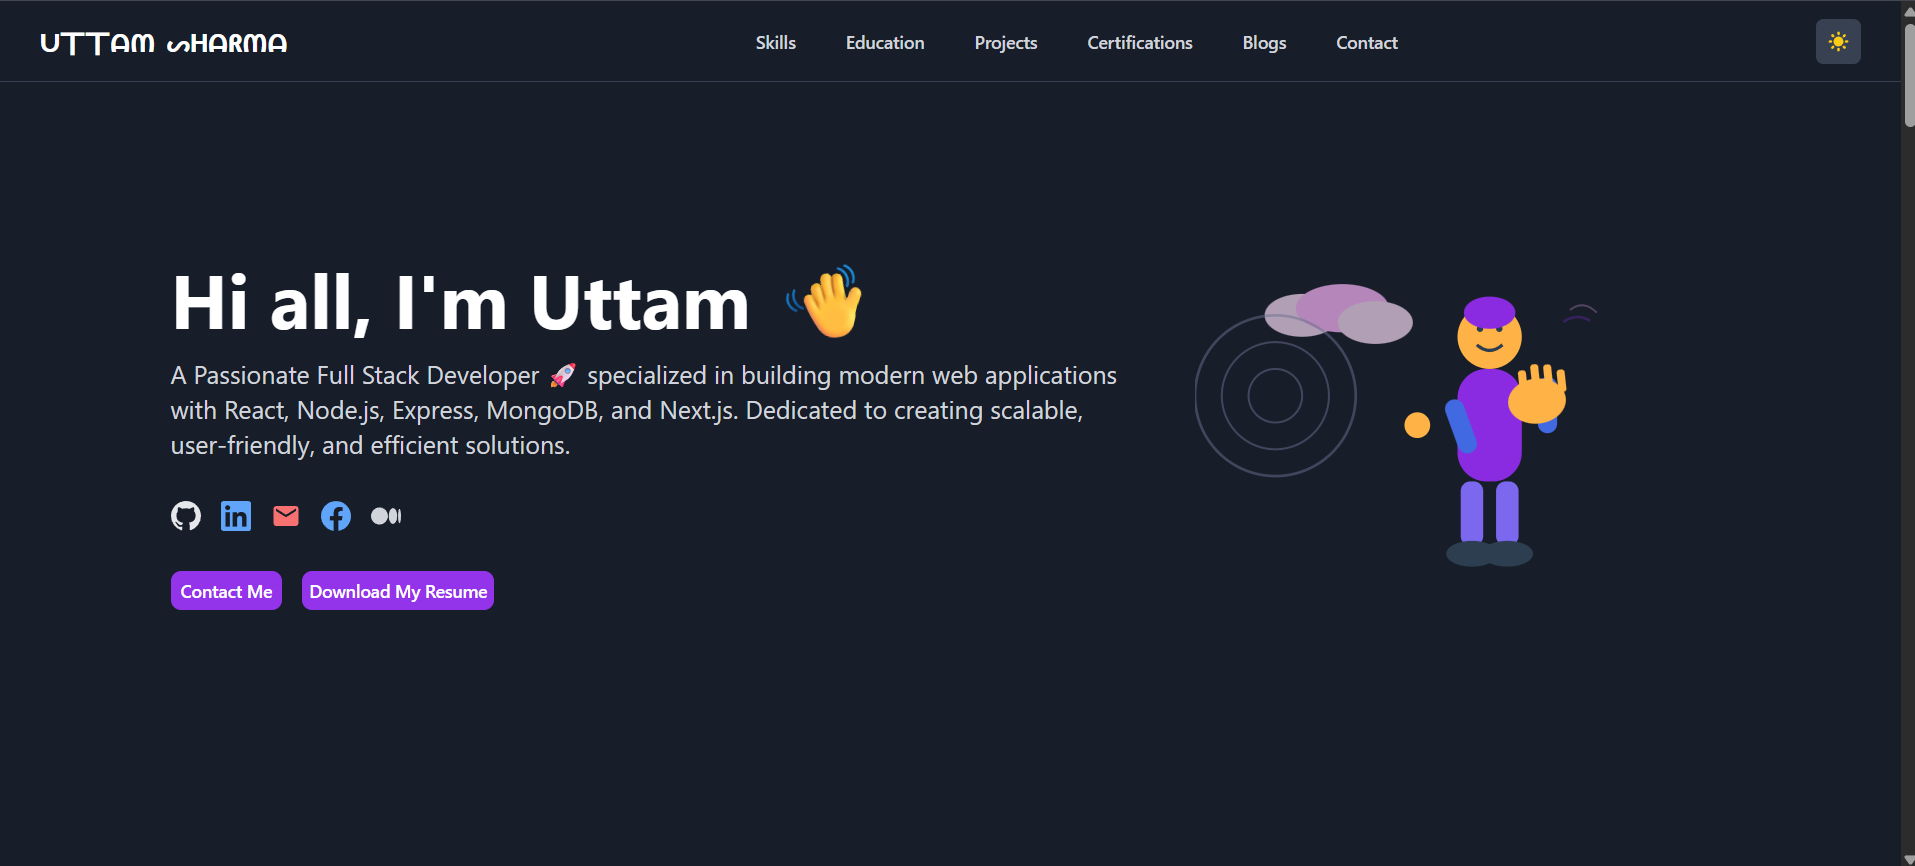 UTTAM SHARMA
Skills
Education
Projects
Certifications
Blogs
Contact
Hi all, I'm Uttam 👋
A Passionate Full Stack Developer 🚀 specialized in building modern web applications
with React, Node.js, Express, MongoDB, and Next.js. Dedicated to creating scalable,
user-friendly, and efficient solutions.
in
Contact Me
Download My Resume